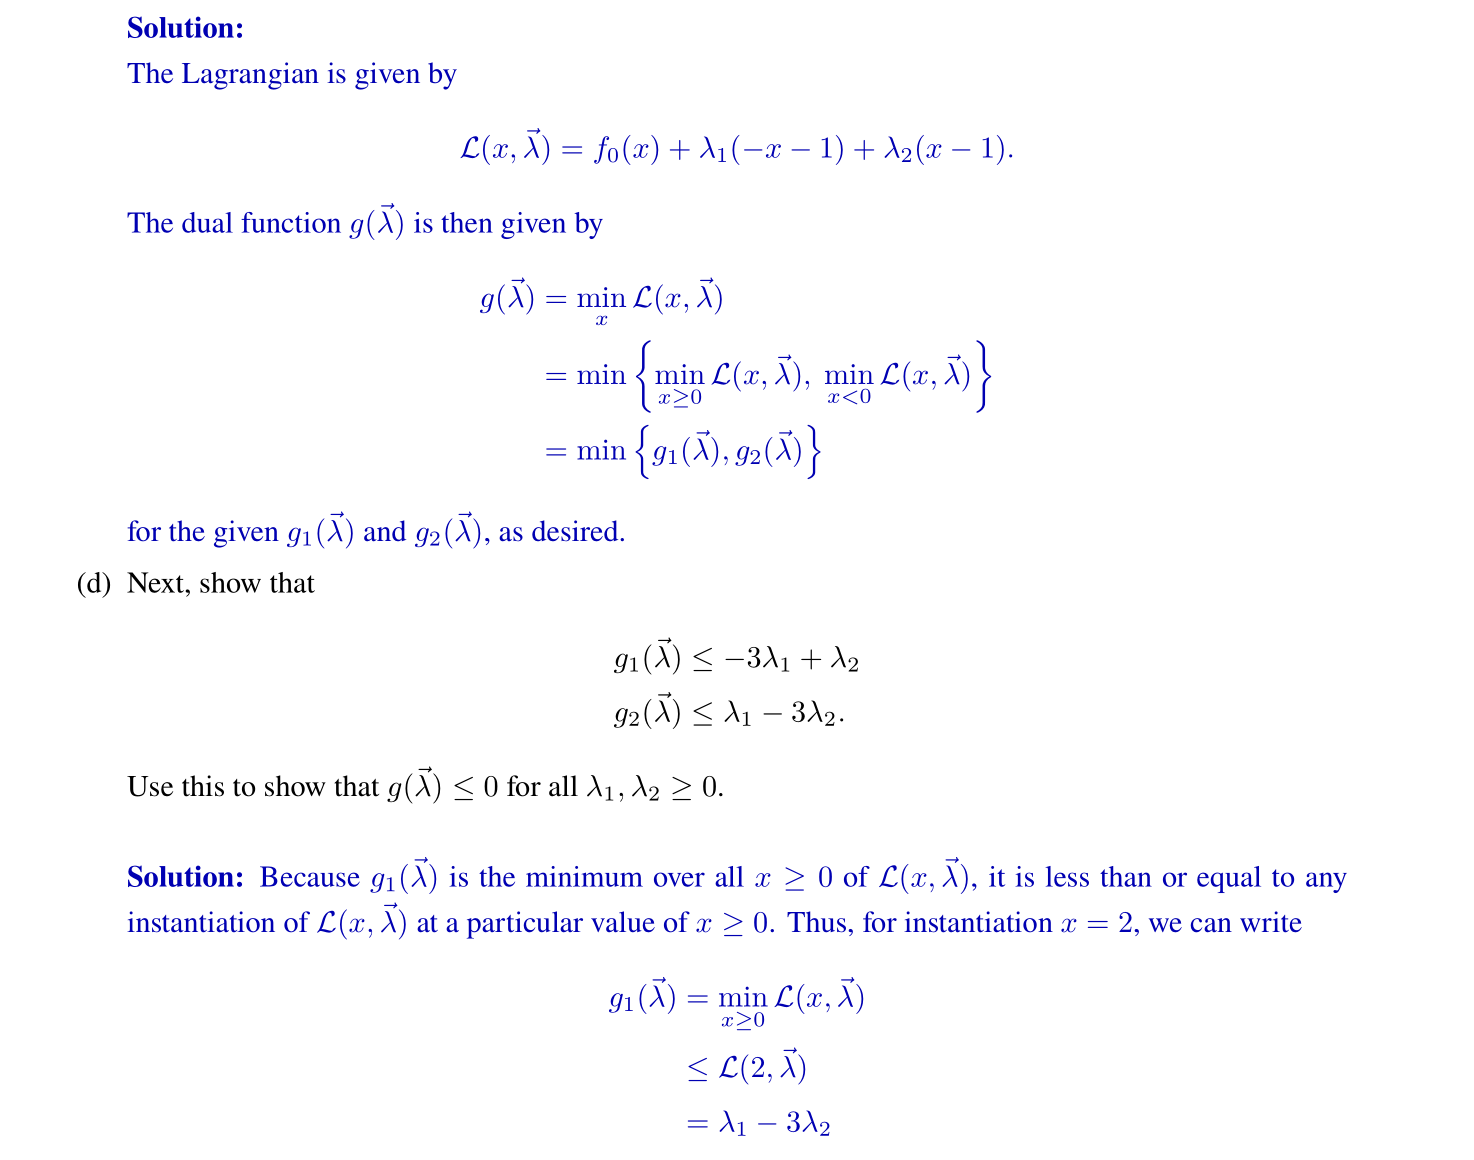 Solution:
The Lagrangian is given by
$\mathcal{L}(x, \vec{\lambda}) = f_0(x) + \lambda_1(-x - 1) + \lambda_2(x - 1).$
The dual function $g(\vec{\lambda})$ is then given by
$g(\vec{\lambda}) = \min_{x} \mathcal{L}(x, \vec{\lambda})$
$= \min \left\{ \min_{x \geq 0} \mathcal{L}(x, \vec{\lambda}), \min_{x < 0} \mathcal{L}(x, \vec{\lambda}) \right\}$
$= \min \left\{ g_1(\vec{\lambda}), g_2(\vec{\lambda}) \right\}$
for the given $g_1(\vec{\lambda})$ and $g_2(\vec{\lambda})$, as desired.
(d) Next, show that
$g_1(\vec{\lambda}) \leq -3\lambda_1 + \lambda_2$
$g_2(\vec{\lambda}) \leq \lambda_1 - 3\lambda_2.$
Use this to show that $g(\vec{\lambda}) \leq 0$ for all $\lambda_1, \lambda_2 \geq 0$.
Solution: Because $g_1(\vec{\lambda})$ is the minimum over all $x \geq 0$ of $\mathcal{L}(x, \vec{\lambda})$, it is less than or equal to any
instantiation of $\mathcal{L}(x, \vec{\lambda})$ at a particular value of $x \geq 0$. Thus, for instantiation $x = 2$, we can write
$g_1(\vec{\lambda}) = \min_{x \geq 0} \mathcal{L}(x, \vec{\lambda})$
$\leq \mathcal{L}(2, \vec{\lambda})$
$= \lambda_1 - 3\lambda_2$